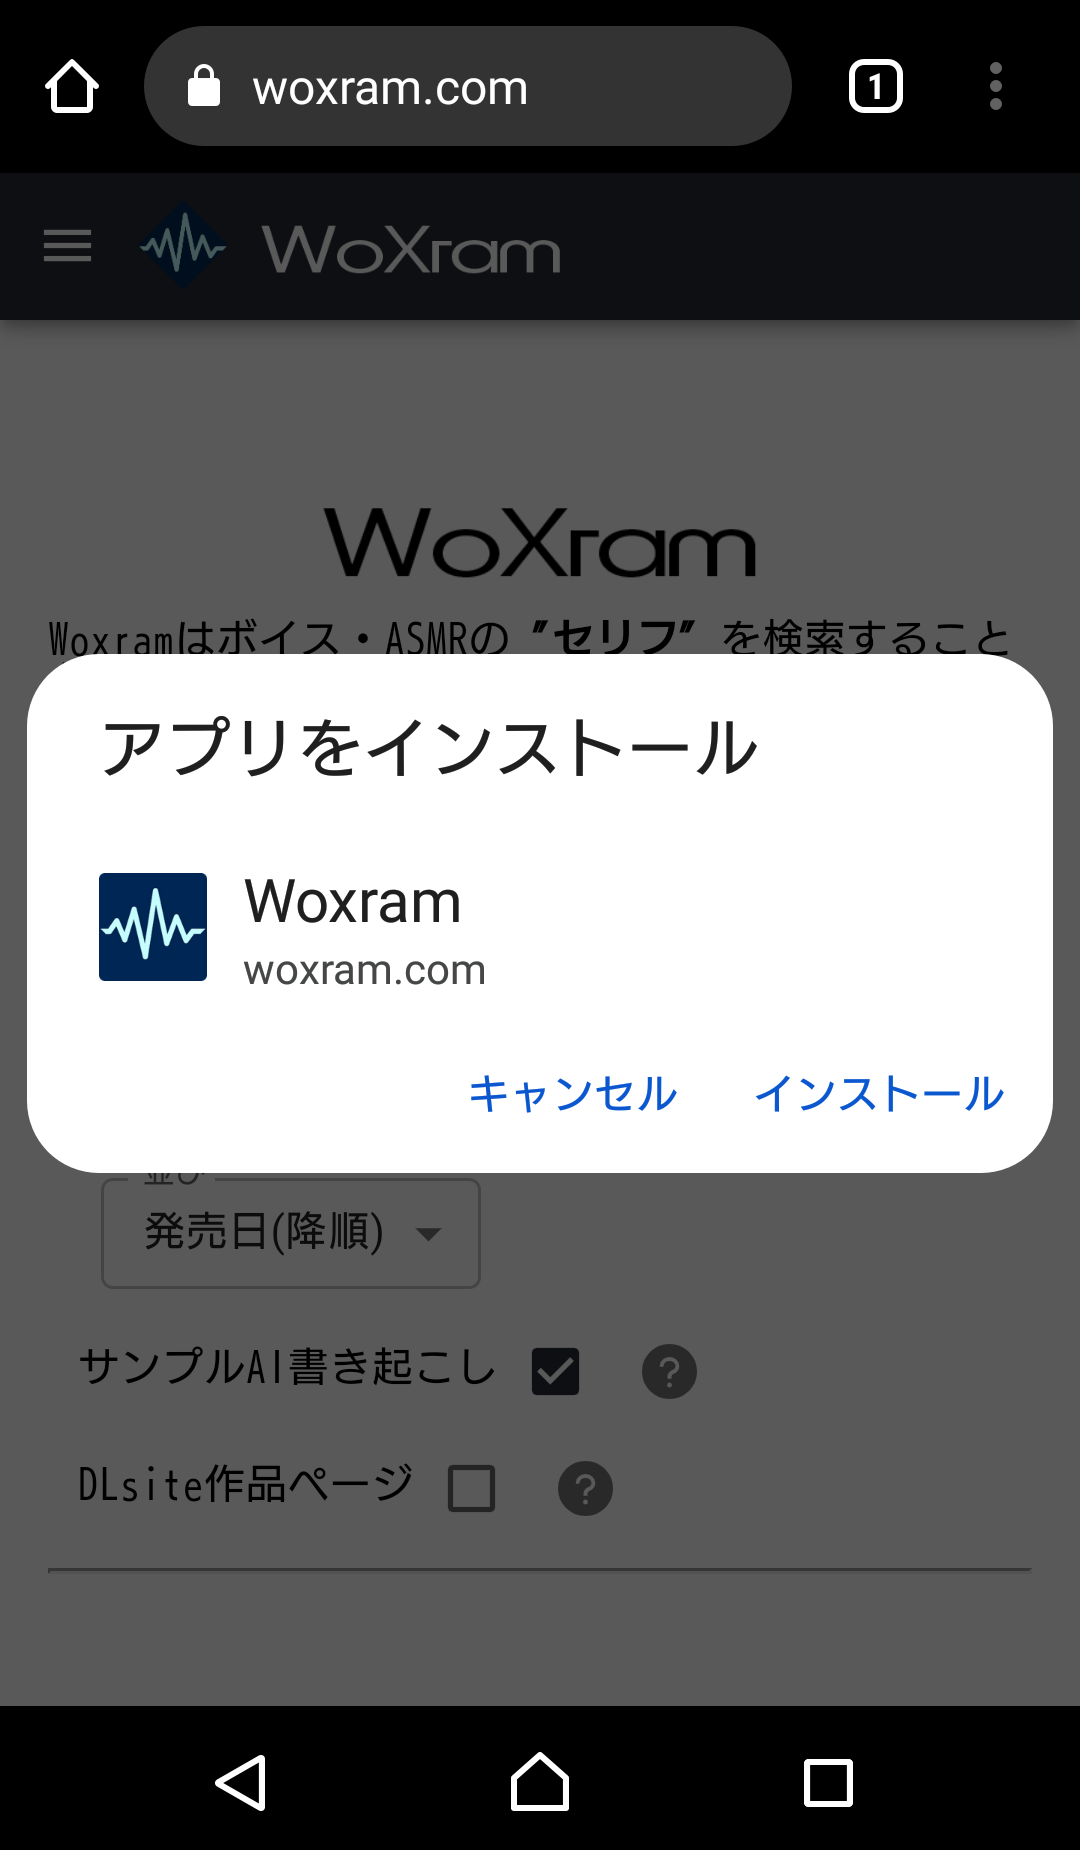 woxram.com
1
WoXram
WoXram
Woxramはボイス・ASMRの "セリフ" を検索すること
アプリをインストール
Woxram
woxram.com
キャンセル インストール
並び
発売日(降順)
サンプルAI書き起こし ?
DLsite作品ページ ?